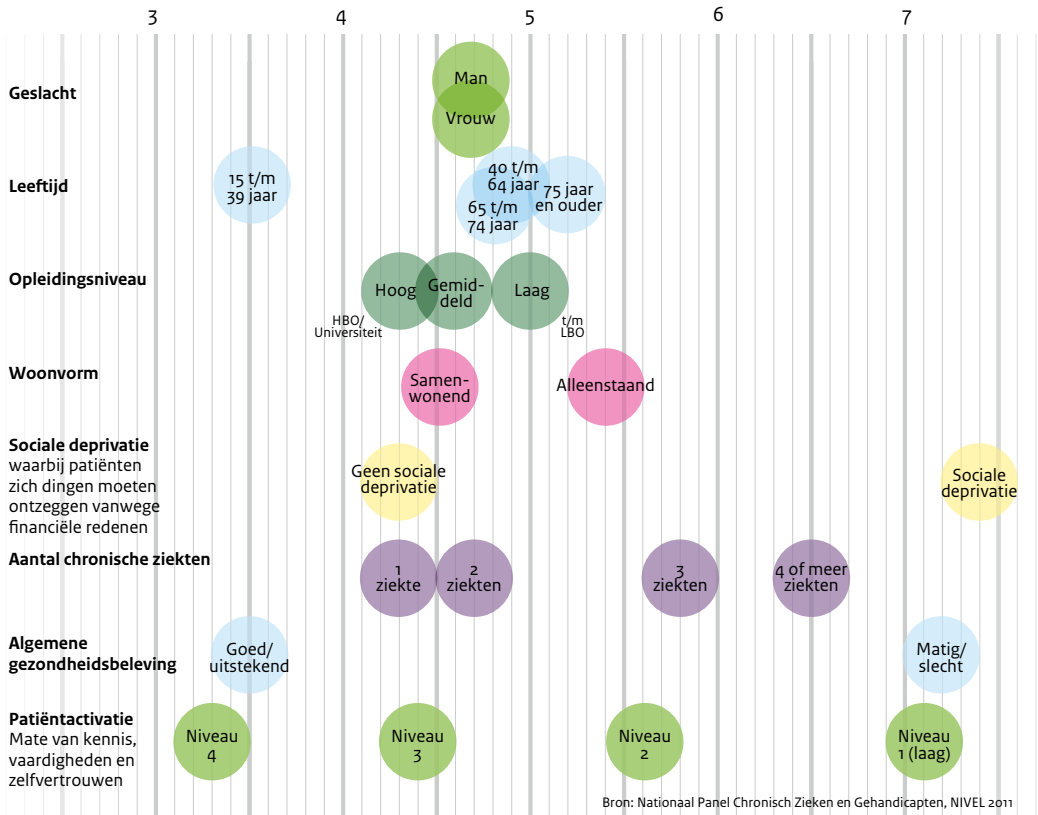 3 4 5 6 7
Geslacht
Man
Vrouw
Leeftijd
15 t/m
39 jaar
40 t/m
64 jaar
65 t/m
74 jaar
75 jaar
en ouder
Opleidingsniveau
Hoog
HBO/
Universiteit
Gemid-
deld
Laag
t/m
LBO
Woonvorm
Samen-
wonend
Alleenstaand
Sociale deprivatie
waarbij patiënten
zich dingen moeten
ontzeggen vanwege
financiële redenen
Geen sociale
deprivatie
Sociale
deprivatie
Aantal chronische ziekten
1
ziekte
2
ziekten
3
ziekten
4 of meer
ziekten
Algemene
gezondheidsbeleving
Goed/
uitstekend
Matig/
slecht
Patiëntactivatie
Mate van kennis,
vaardigheden en
zelfvertrouwen
Niveau
4
Niveau
3
Niveau
2
Niveau
1 (laag)
Bron: Nationaal Panel Chronisch Zieken en Gehandicapten, NIVEL 2011